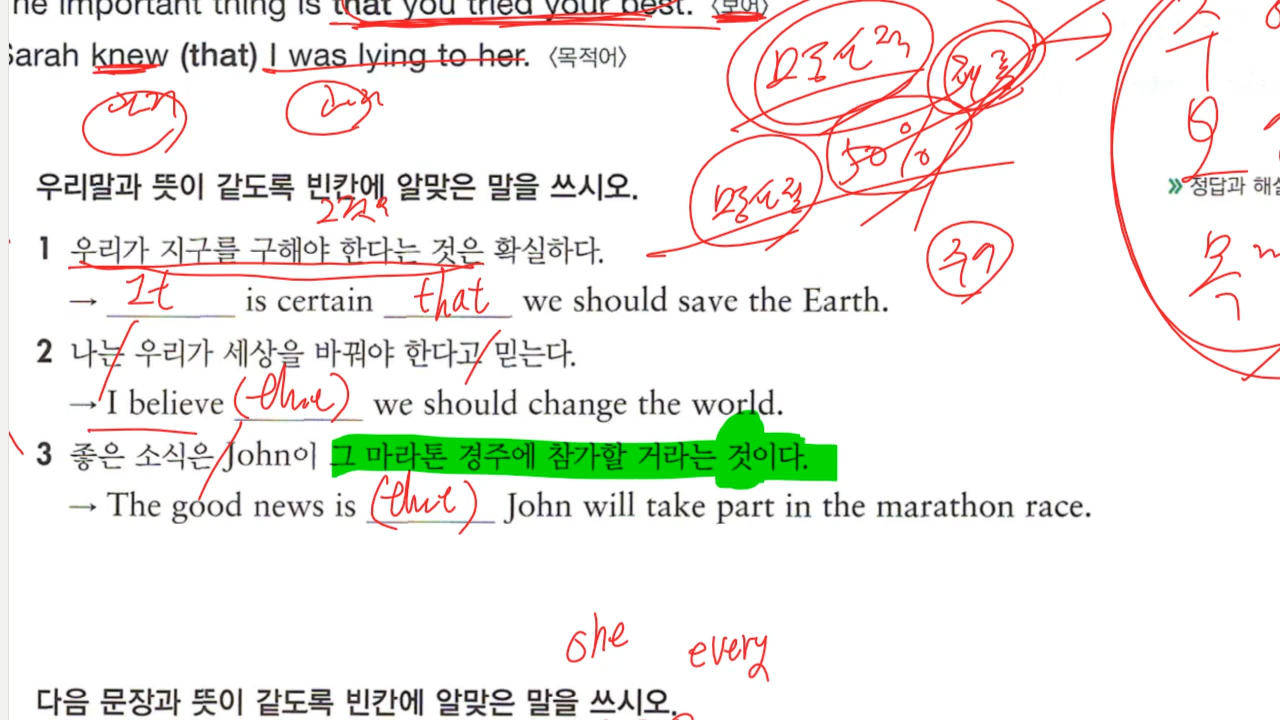 he important thing is that you tried your best. 〈보어〉
Sarah knew (that) I was lying to her. 〈목적어〉
50%
우리말과 뜻이 같도록 빈칸에 알맞은 말을 쓰시오.
» 정답과 해설
1 우리가 지구를 구해야 한다는 것은 확실하다.
→ It is certain that we should save the Earth.
2 나는 우리가 세상을 바꿔야 한다고 믿는다.
→ I believe (that) we should change the world.
3 좋은 소식은 John이 그 마라톤 경주에 참가할 거라는 것이다.
→ The good news is (that) John will take part in the marathon race.
she every
다음 문장과 뜻이 같도록 빈칸에 알맞은 말을 쓰시오.